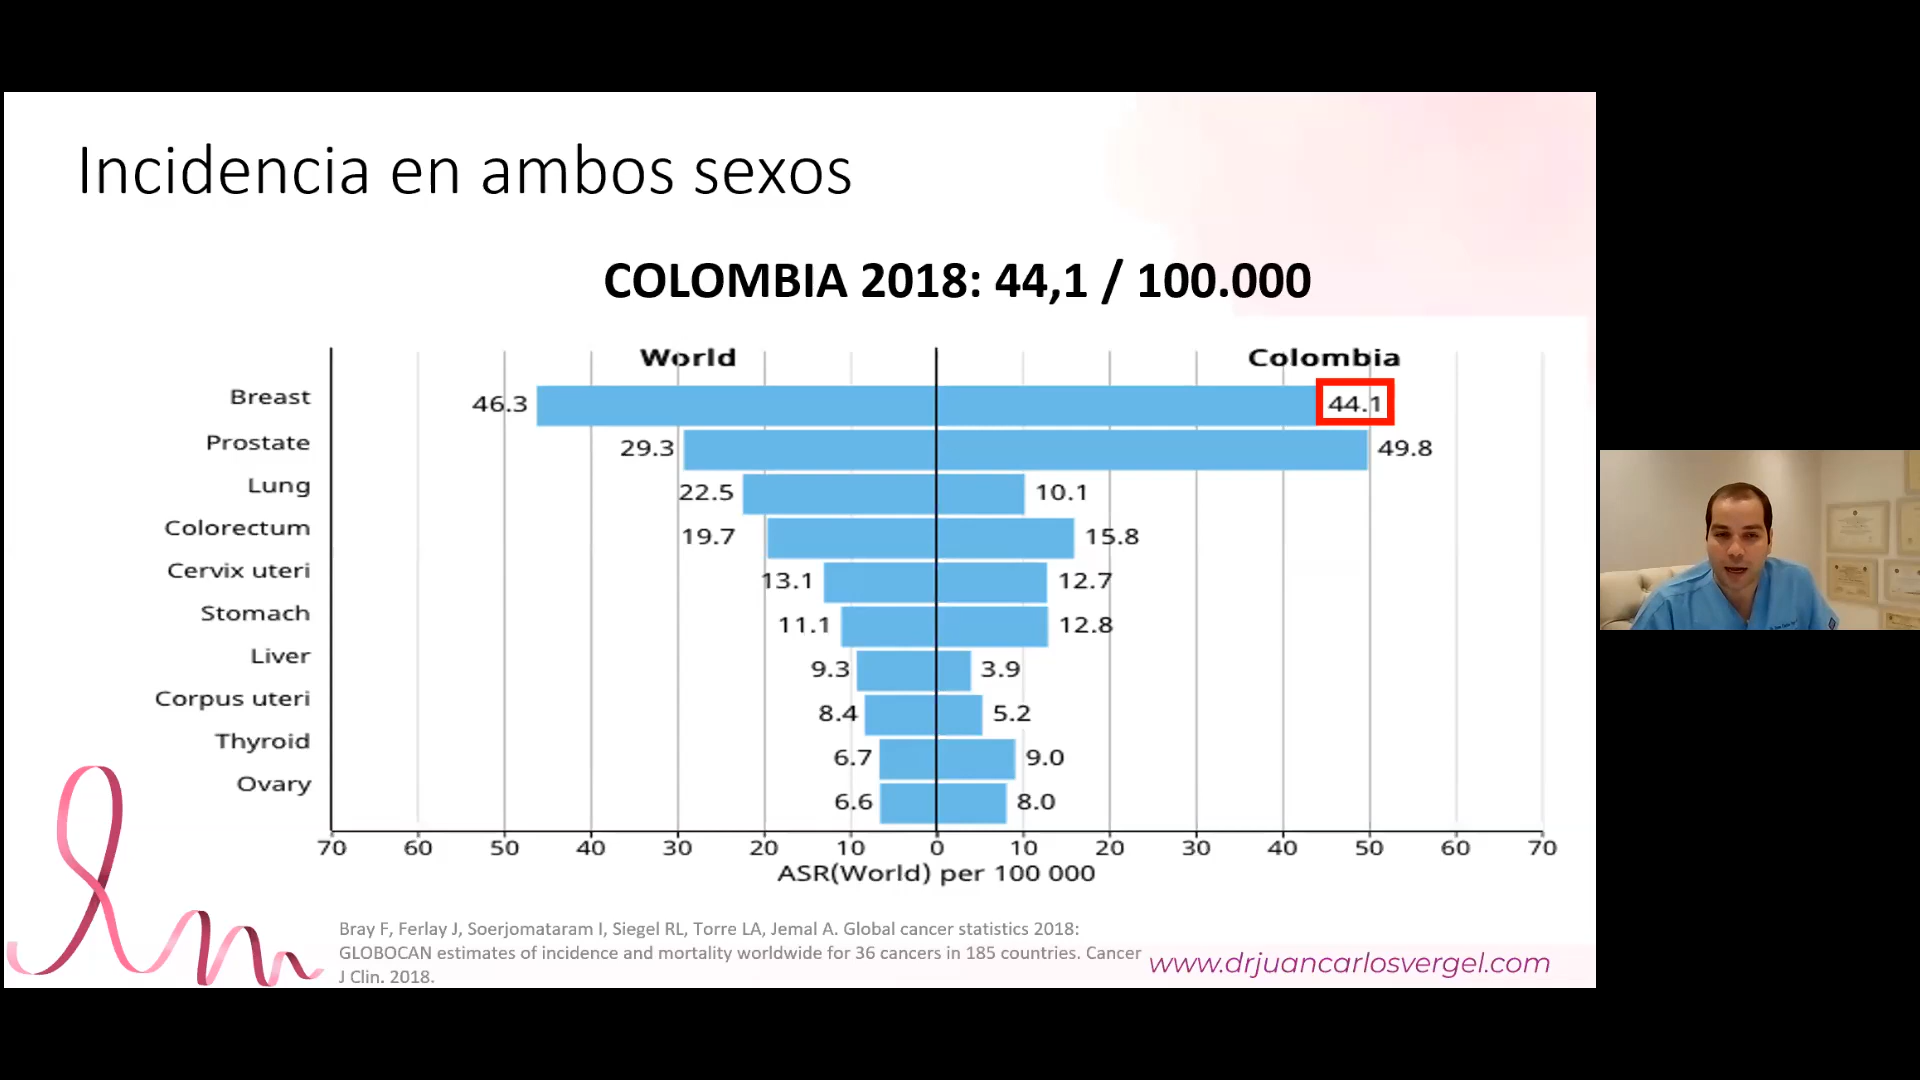 Incidencia en ambos sexos
COLOMBIA 2018: 44,1 / 100.000
World Colombia
Breast 46.3 44.1
Prostate 29.3 49.8
Lung 22.5 10.1
Colorectum 19.7 15.8
Cervix uteri 13.1 12.7
Stomach 11.1 12.8
Liver 9.3 3.9
Corpus uteri 8.4 5.2
Thyroid 6.7 9.0
Ovary 6.6 8.0
70 60 50 40 30 20 10 0 10 20 30 40 50 60 70
ASR(World) per 100 000
Bray F, Ferlay J, Soerjomataram I, Siegel RL, Torre LA, Jemal A. Global cancer statistics 2018:
GLOBOCAN estimates of incidence and mortality worldwide for 36 cancers in 185 countries. Cancer
J Clin. 2018.
www.drjuancarlosvergel.com